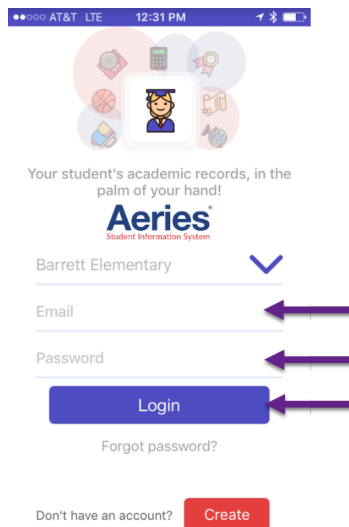 AT&T LTE 12:31 PM
Your student's academic records, in the
palm of your hand!
Aeries
Student Information System
Barrett Elementary
Email
Password
Login
Forgot password?
Don't have an account? Create